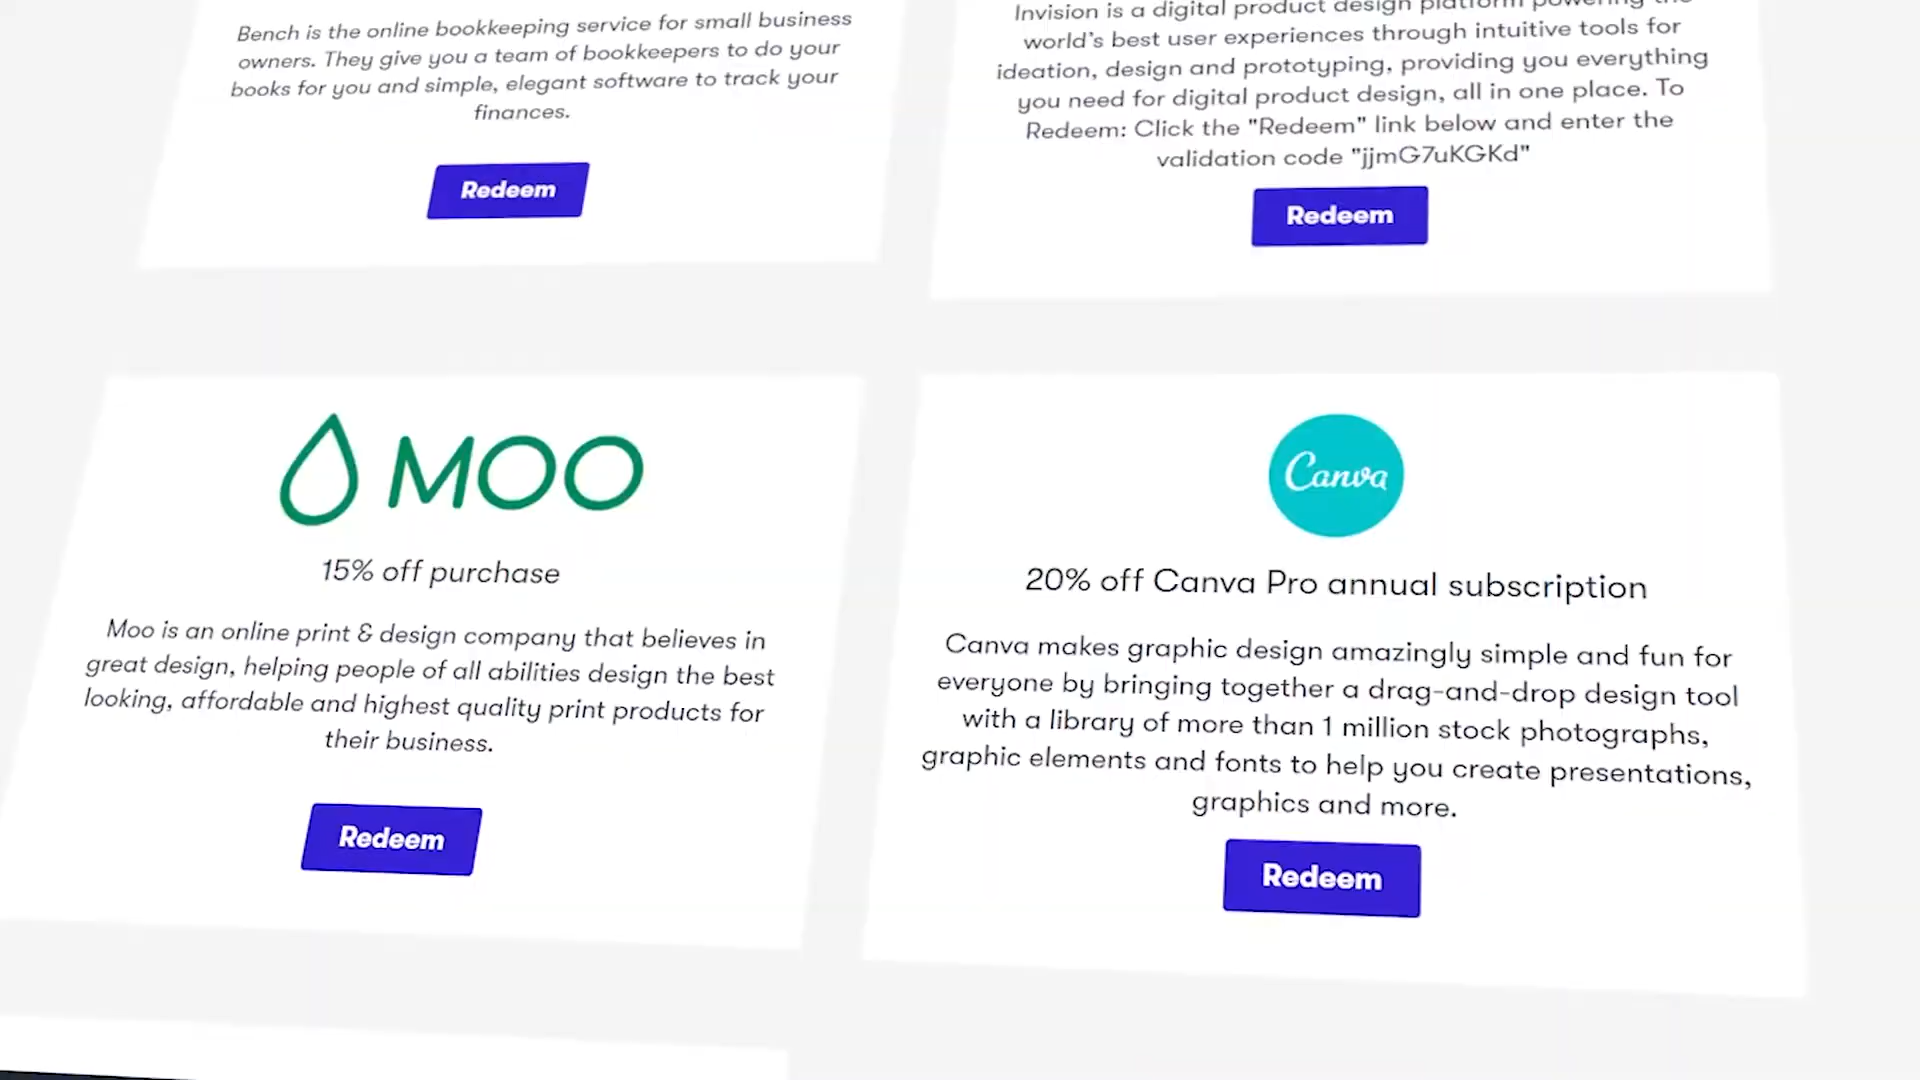 Bench is the online bookkeeping service for small business
owners. They give you a team of bookkeepers to do your
books for you and simple, elegant software to track your
finances.
Redeem
Invision is a digital product design platform powering the
world's best user experiences through intuitive tools for
ideation, design and prototyping, providing you everything
you need for digital product design, all in one place. To
Redeem: Click the "Redeem" link below and enter the
validation code "jjmG7uKGKd"
Redeem
MOO
15% off purchase
Moo is an online print & design company that believes in
great design, helping people of all abilities design the best
looking, affordable and highest quality print products for
their business.
Redeem
Canva
20% off Canva Pro annual subscription
Canva makes graphic design amazingly simple and fun for
everyone by bringing together a drag-and-drop design tool
with a library of more than 1 million stock photographs,
graphic elements and fonts to help you create presentations,
graphics and more.
Redeem